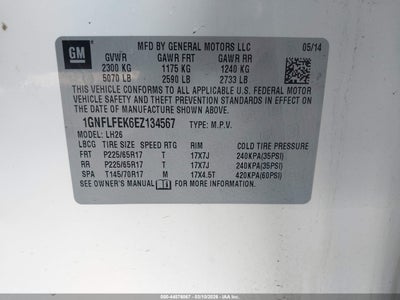 GM
MFD BY GENERAL MOTORS LLC 05/14
GVWR GAWR FRT GAWR RR
2300 KG 1175 KG 1240 KG
5070 LB 2590 LB 2733 LB
THIS VEHICLE CONFORMS TO ALL APPLICABLE U.S. FEDERAL MOTOR
VEHICLE SAFETY AND THEFT PREVENTION STANDARDS IN EFFECT ON
THE DATE OF MANUFACTURE SHOWN ABOVE.
1GNFLFEK6EZ134567 TYPE: M.P.V.
MODEL: LH26
LBCG TIRE SIZE SPEED RTG RIM COLD TIRE PRESSURE
FRT P225/65R17 T 17X7J 240KPA(35PSI)
RR P225/65R17 T 17X7J 240KPA(35PSI)
SPA T145/70R17 M 17X4.5T 420KPA(60PSI)
SEE OWNER'S MANUAL FOR ADDITIONAL INFORMATION.